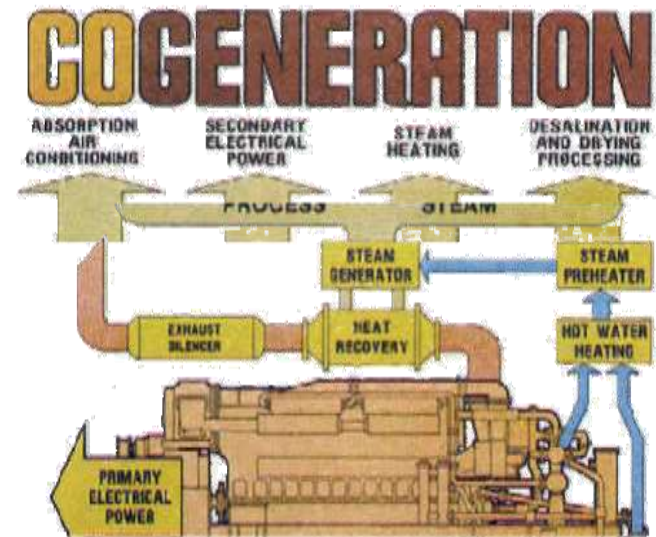 COGENERATION
ABSORPTION
AIR
CONDITIONING
SECONDARY
ELECTRICAL
POWER
STEAM
HEATING
DESALINATION
AND DRYING
PROCESSING
PROCESS STEAM
STEAM
GENERATOR
STEAM
PREHEATER
EXHAUST
SILENCER
HEAT
RECOVERY
HOT WATER
HEATING
PRIMARY
ELECTRICAL
POWER